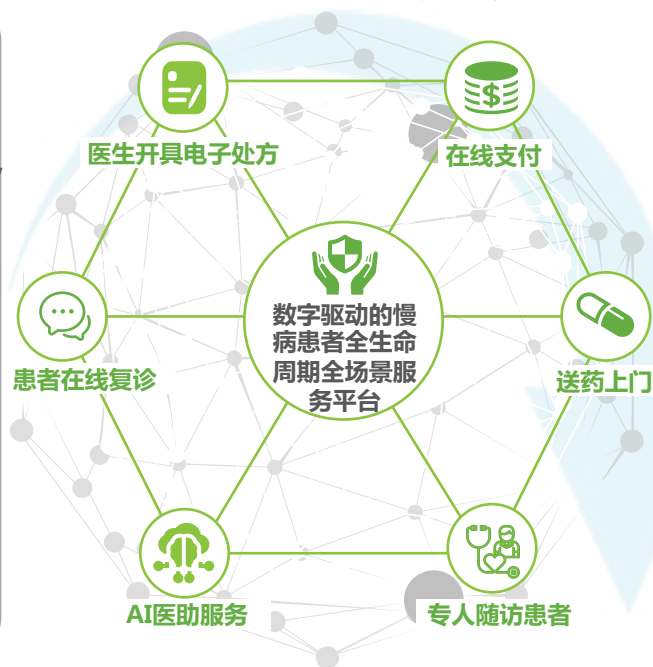 医生开具电子处方
在线支付
数字驱动的慢
病患者全生命
周期全场景服
务平台
患者在线复诊
送药上门
AI医助服务
专人随访患者